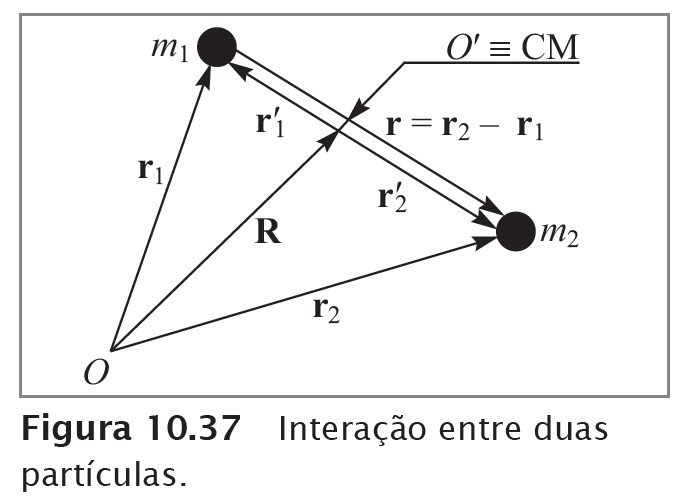 m₁
O′ ≡ CM
r′₁
r = r₂ − r₁
r₁
r′₂
R
m₂
r₂
O
Figura 10.37 Interação entre duas
partículas.